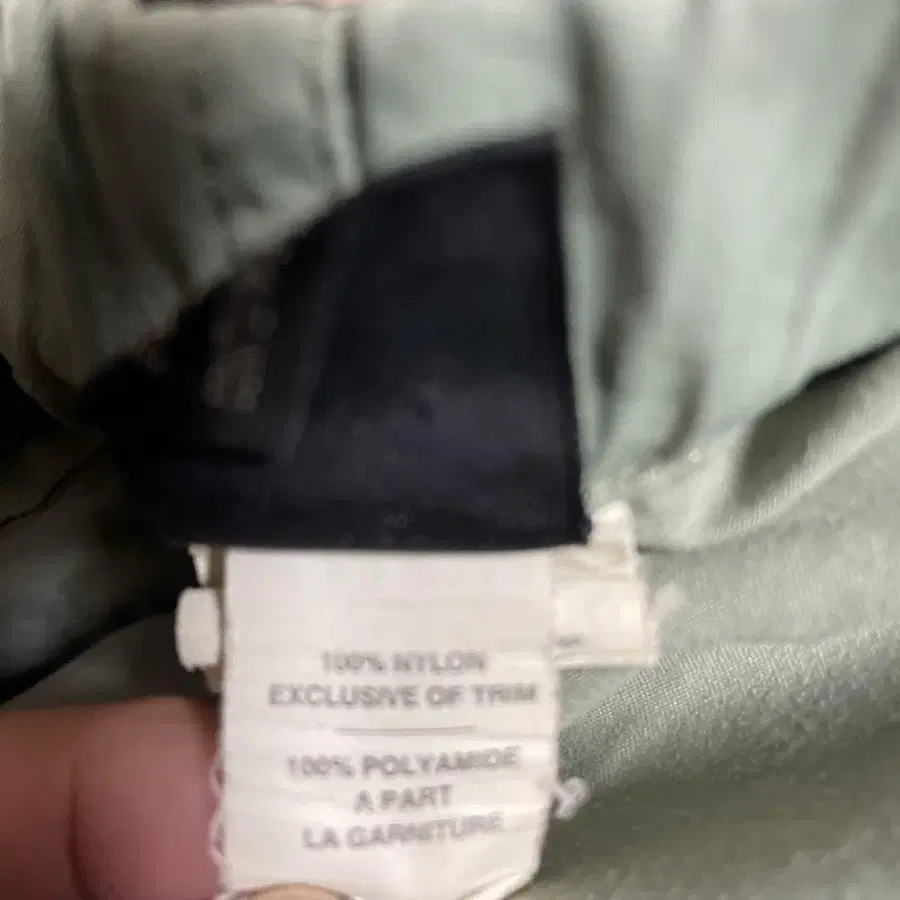 100% NYLON
EXCLUSIVE OF TRIM
100% POLYAMIDE
A PART
LA GARNITURE